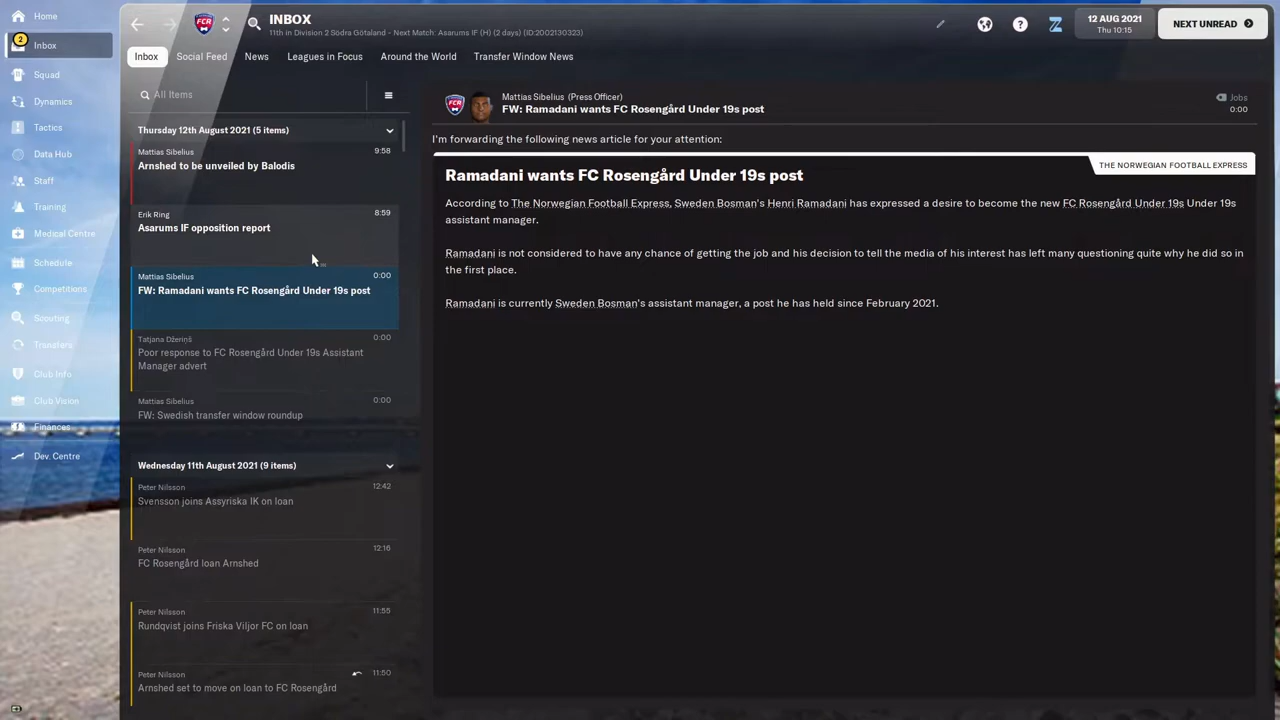 Home
2
Inbox
Squad
Dynamics
Tactics
Data Hub
Staff
Training
Medical Centre
Schedule
Competitions
Scouting
Transfers
Club Info
Club Vision
Finances
Dev. Centre
FCR
INBOX
11th in Division 2 Södra Götaland - Next Match: Asarums IF (H) (2 days) (ID:2002130323)
?
12 AUG 2021
Thu 10:15
NEXT UNREAD
Inbox
Social Feed
News
Leagues in Focus
Around the World
Transfer Window News
All Items
Thursday 12th August 2021 (5 items)
Mattias Sibelius
9:58
Arnshed to be unveiled by Balodis
Erik Ring
8:59
Asarums IF opposition report
Mattias Sibelius
0:00
FW: Ramadani wants FC Rosengård Under 19s post
Tatjana Džeriņš
0:00
Poor response to FC Rosengård Under 19s Assistant
Manager advert
Mattias Sibelius
0:00
FW: Swedish transfer window roundup
Wednesday 11th August 2021 (9 items)
Peter Nilsson
12:42
Svensson joins Assyriska IK on loan
Peter Nilsson
12:16
FC Rosengård loan Arnshed
Peter Nilsson
11:55
Rundqvist joins Friska Viljor FC on loan
Peter Nilsson
11:50
Arnshed set to move on loan to FC Rosengård
FCR
Mattias Sibelius (Press Officer)
FW: Ramadani wants FC Rosengård Under 19s post
Jobs
0:00
I'm forwarding the following news article for your attention:
THE NORWEGIAN FOOTBALL EXPRESS
Ramadani wants FC Rosengård Under 19s post
According to The Norwegian Football Express, Sweden Bosman's Henri Ramadani has expressed a desire to become the new FC Rosengård Under 19s Under 19s
assistant manager.
Ramadani is not considered to have any chance of getting the job and his decision to tell the media of his interest has left many questioning quite why he did so in
the first place.
Ramadani is currently Sweden Bosman's assistant manager, a post he has held since February 2021.